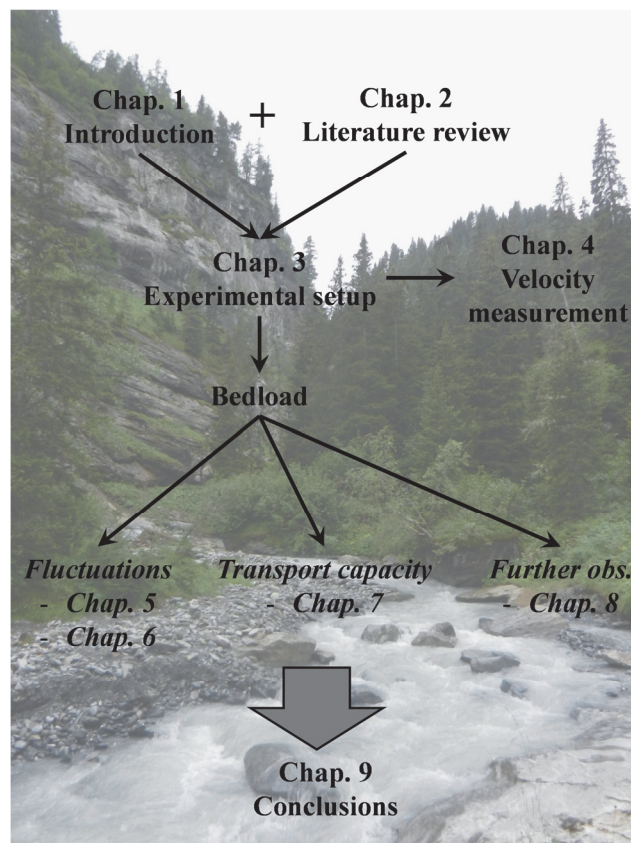 Chap. 1
Introduction
+
Chap. 2
Literature review
Chap. 3
Experimental setup
Chap. 4
Velocity
measurement
Bedload
Fluctuations
- Chap. 5
- Chap. 6
Transport capacity
- Chap. 7
Further obs.
- Chap. 8
Chap. 9
Conclusions